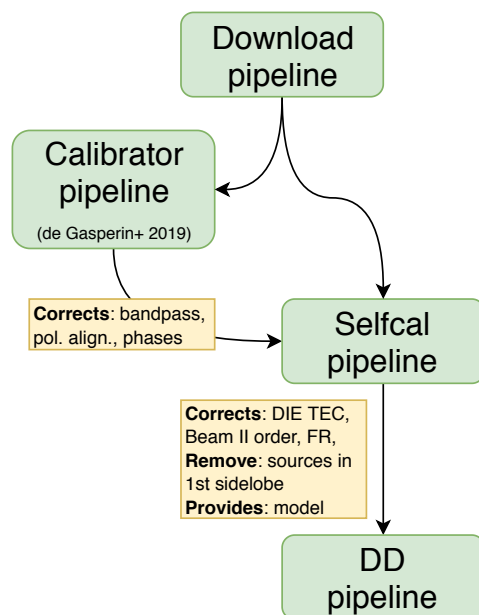 Download
pipeline
Calibrator
pipeline
(de Gasperin+ 2019)
Corrects: bandpass,
pol. align., phases
Selfcal
pipeline
Corrects: DIE TEC,
Beam II order, FR,
Remove: sources in
1st sidelobe
Provides: model
DD
pipeline